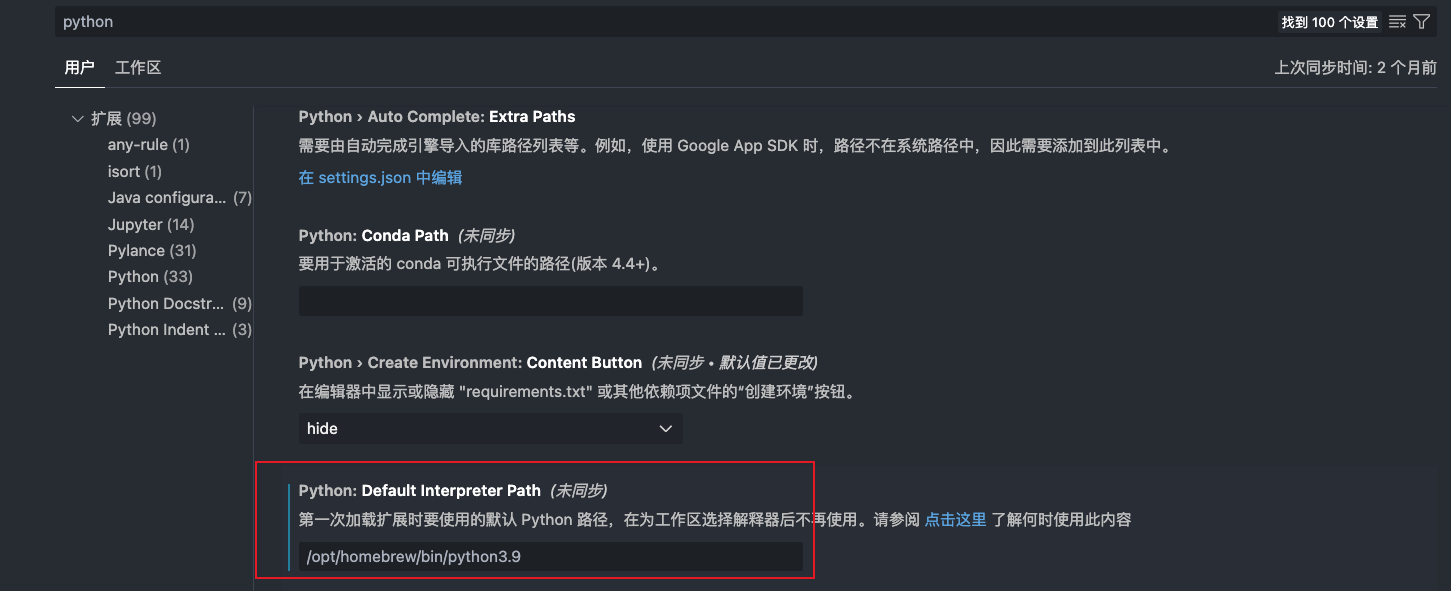 python
找到 100 个设置
用户 工作区
上次同步时间: 2 个月前
扩展 (99)
any-rule (1)
isort (1)
Java configura... (7)
Jupyter (14)
Pylance (31)
Python (33)
Python Docstr... (9)
Python Indent ... (3)
Python › Auto Complete: Extra Paths
需要由自动完成引擎导入的库路径列表等。例如，使用 Google App SDK 时，路径不在系统路径中，因此需要添加到此列表中。
在 settings.json 中编辑
Python: Conda Path (未同步)
要用于激活的 conda 可执行文件的路径(版本 4.4+)。
Python › Create Environment: Content Button (未同步 • 默认值已更改)
在编辑器中显示或隐藏 "requirements.txt" 或其他依赖项文件的“创建环境”按钮。
hide
Python: Default Interpreter Path (未同步)
第一次加载扩展时要使用的默认 Python 路径，在为工作区选择解释器后不再使用。请参阅 点击这里 了解何时使用此内容
/opt/homebrew/bin/python3.9